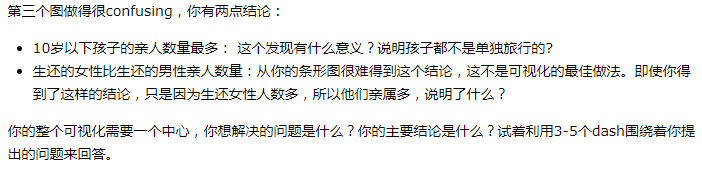 第三个图做得很confusing，你有两点结论：
10岁以下孩子的亲人数量最多： 这个发现有什么意义？说明孩子都不是单独旅行的?
生还的女性比生还的男性亲人数量：从你的条形图很难得到这个结论，这不是可视化的最佳做法。即使你得
到了这样的结论，只是因为生还女性人数多，所以他们亲属多，说明了什么？
你的整个可视化需要一个中心，你想解决的问题是什么？你的主要结论是什么？试着利用3-5个dash围绕着你提
出的问题来回答。